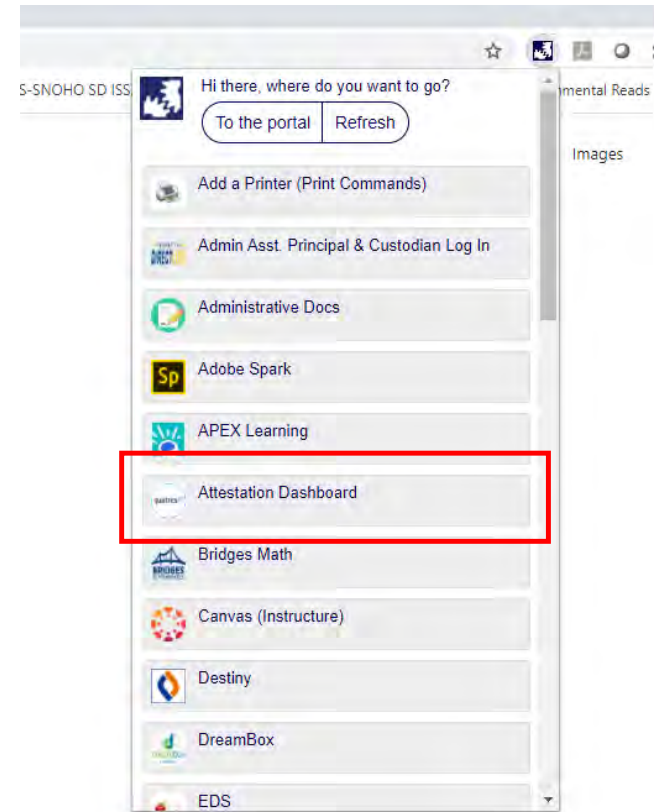 S-SNOHO SD ISS
Hi there, where do you want to go?
mental Reads
To the portal Refresh
Images
Add a Printer (Print Commands)
Admin Asst. Principal & Custodian Log In
DIRECT
Administrative Docs
Adobe Spark
Sp
APEX Learning
Attestation Dashboard
Bridges Math
BRIDGES
Canvas (Instructure)
Destiny
DreamBox
d
EDS